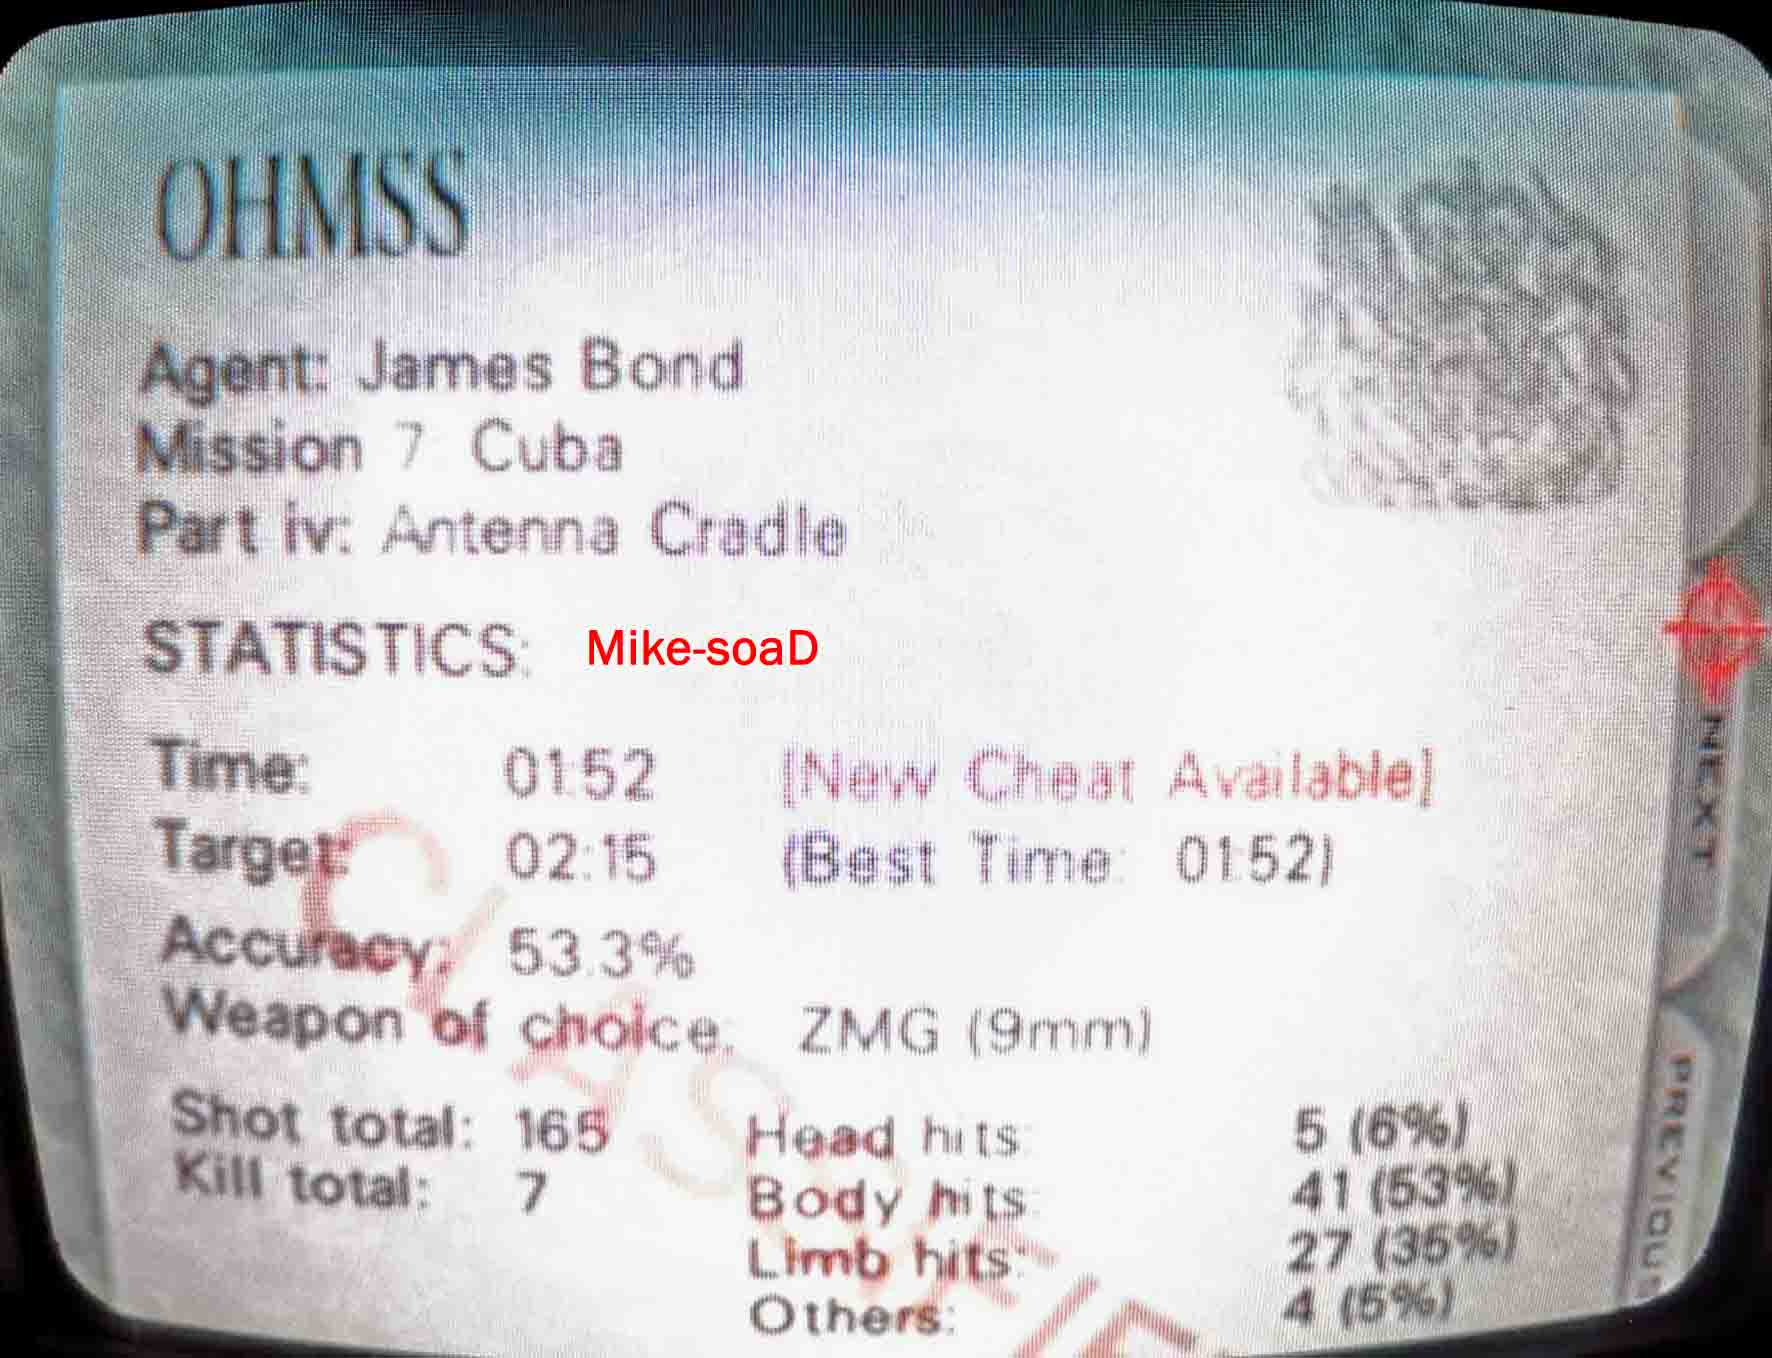 OHMSS
Agent: James Bond
Mission 7 Cuba
Part iv: Antenna Cradle
STATISTICS: Mike-soaD
Time: 01:52 [New Cheat Available]
Target: 02:15 (Best Time: 01:52)
Accuracy: 53.3%
Weapon of choice: ZMG (9mm)
Shot total: 165 Head hits: 5 (6%)
Kill total: 7 Body hits: 41 (53%)
Limb hits: 27 (35%)
Others: 4 (5%)
NEXT
PREVIOUS
CLASSIFIE